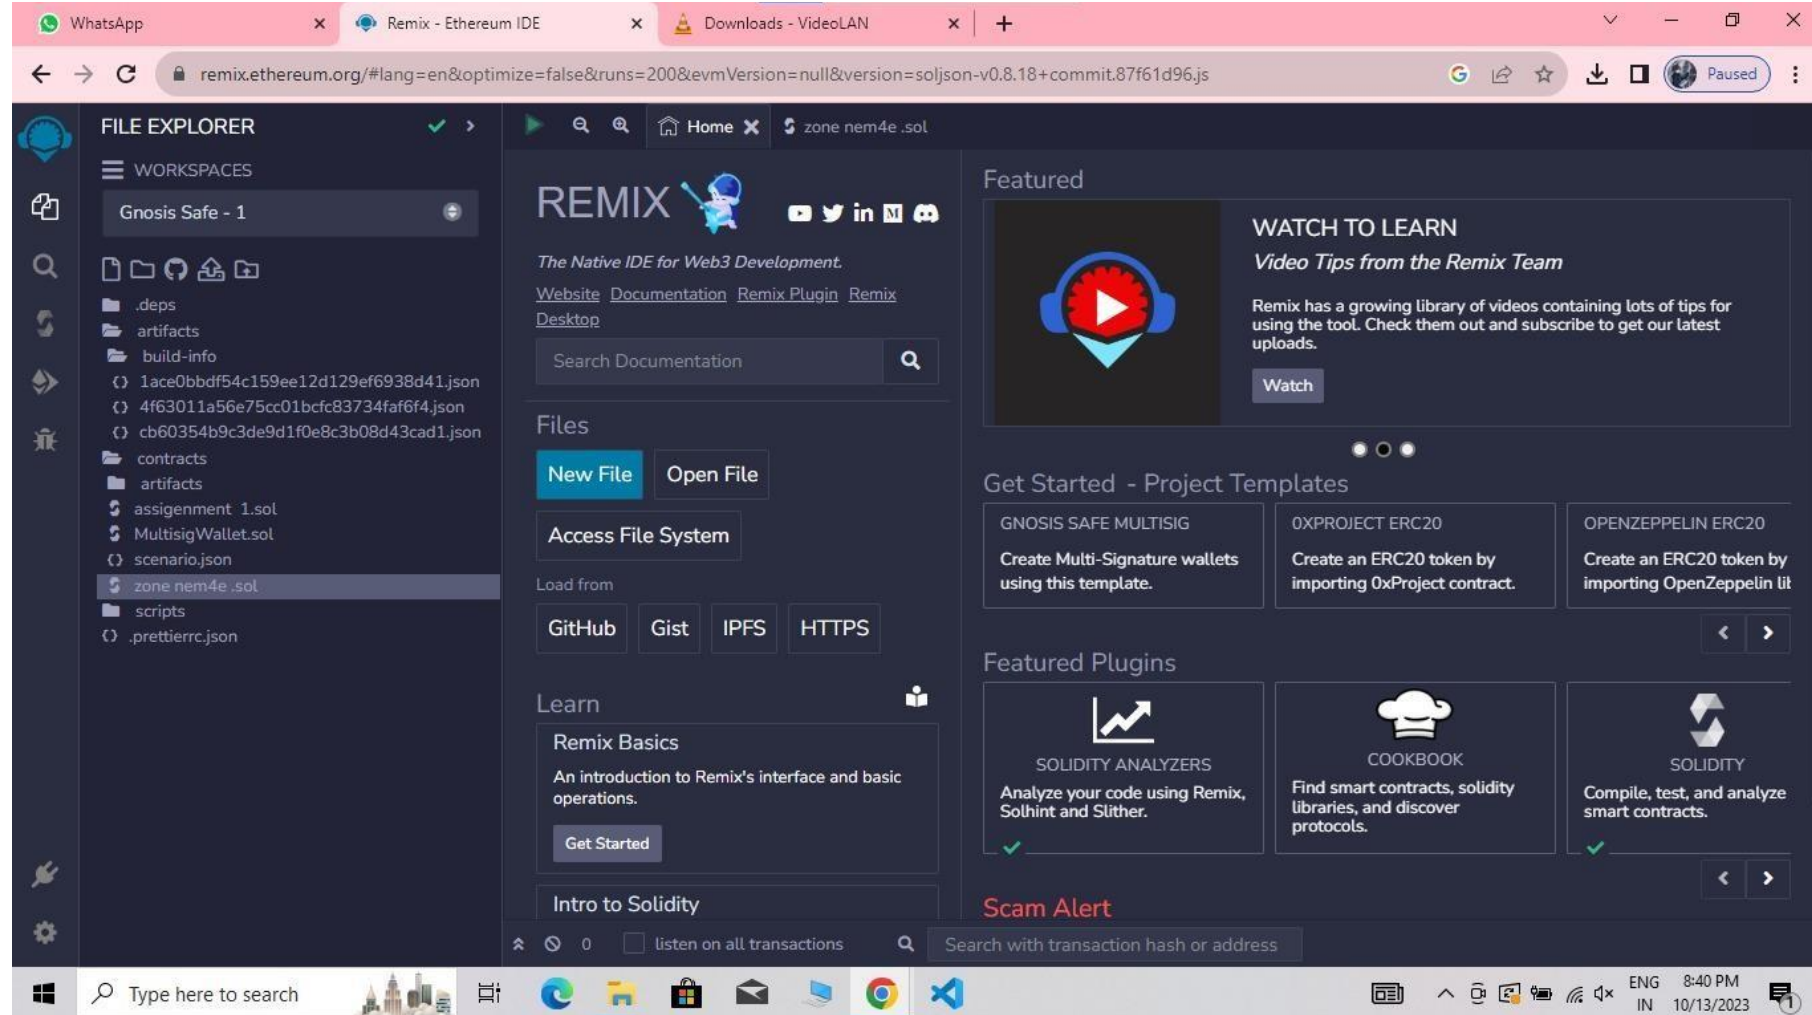 WhatsApp
Remix - Ethereum IDE
Downloads - VideoLAN
remix.ethereum.org/#lang=en&optimize=false&runs=200&evmVersion=null&version=soljson-v0.8.18+commit.87f61d96.js
Paused
FILE EXPLORER
WORKSPACES
Gnosis Safe - 1
.deps
artifacts
build-info
1ace0bbdf54c159ee12d129ef6938d41.json
4f63011a56e75cc01bcfc83734faf6f4.json
cb60354b9c3de9d1f0e8c3b08d43cad1.json
contracts
artifacts
assigenment 1.sol
MultisigWallet.sol
scenario.json
zone nem4e .sol
scripts
.prettierrc.json
Home
zone nem4e .sol
REMIX
in
M
The Native IDE for Web3 Development.
Website Documentation Remix Plugin Remix
Desktop
Search Documentation
Files
New File
Open File
Access File System
Load from
GitHub
Gist
IPFS
HTTPS
Learn
Remix Basics
An introduction to Remix's interface and basic
operations.
Get Started
Intro to Solidity
Featured
WATCH TO LEARN
Video Tips from the Remix Team
Remix has a growing library of videos containing lots of tips for
using the tool. Check them out and subscribe to get our latest
uploads.
Watch
Get Started - Project Templates
GNOSIS SAFE MULTISIG
Create Multi-Signature wallets
using this template.
0XPROJECT ERC20
Create an ERC20 token by
importing 0xProject contract.
OPENZEPPELIN ERC20
Create an ERC20 token by
importing OpenZeppelin lib
Featured Plugins
SOLIDITY ANALYZERS
Analyze your code using Remix,
Solhint and Slither.
COOKBOOK
Find smart contracts, solidity
libraries, and discover
protocols.
SOLIDITY
Compile, test, and analyze
smart contracts.
Scam Alert
0
listen on all transactions
Search with transaction hash or address
Type here to search
ENG
IN
8:40 PM
10/13/2023
1